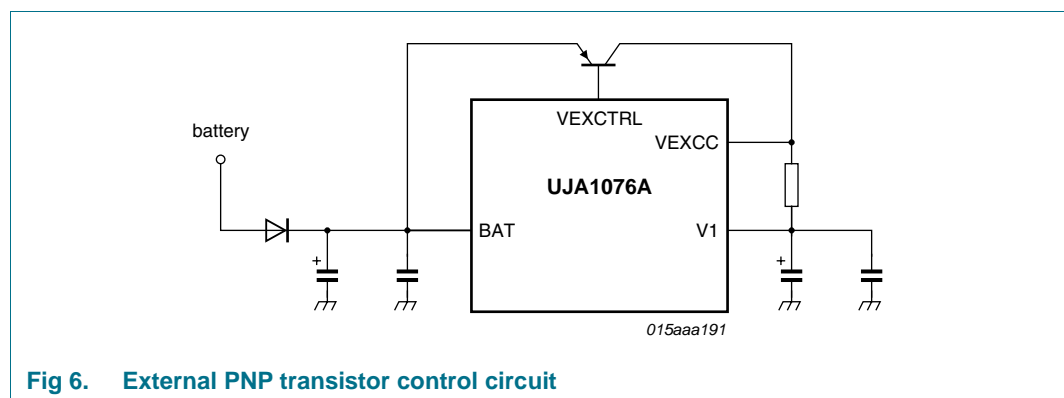 VEXCTRL
battery
VEXCC
UJA1076A
BAT
V1
+
+
015aaa191
Fig 6. External PNP transistor control circuit